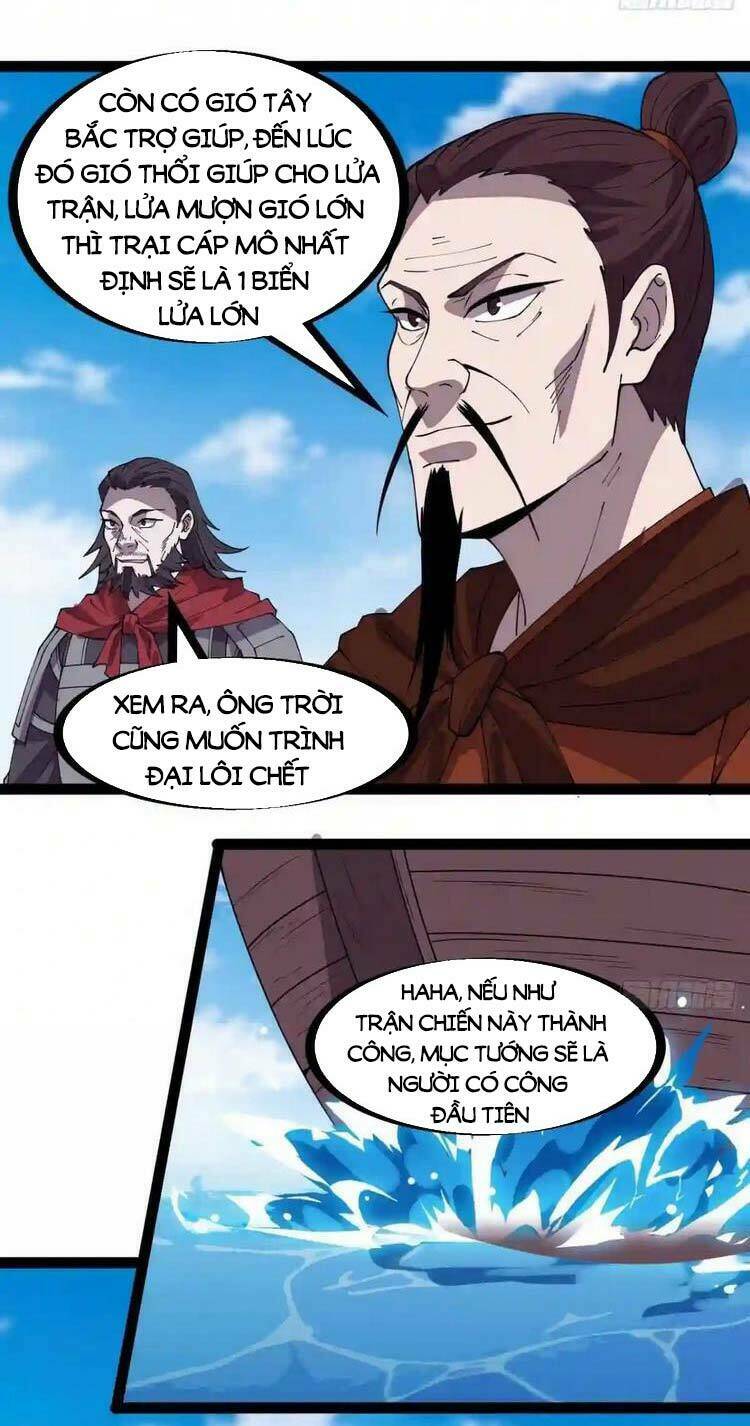 CÒN CÓ GIÓ TÂY
BẮC TRỢ GIÚP, ĐẾN LÚC
ĐÓ GIÓ THỔI GIÚP CHO LỬA
TRẬN, LỬA MƯỢN GIÓ LỚN
THÌ TRẠI CÁP MÔ NHẤT
ĐỊNH SẼ LÀ 1 BIỂN
LỬA LỚN
XEM RA, ÔNG TRỜI
CŨNG MUỐN TRÌNH
ĐẠI LÔI CHẾT
HAHA, NẾU NHƯ
TRẬN CHIẾN NÀY THÀNH
CÔNG, MỤC TƯỚNG SẼ LÀ
NGƯỜI CÓ CÔNG
ĐẦU TIÊN